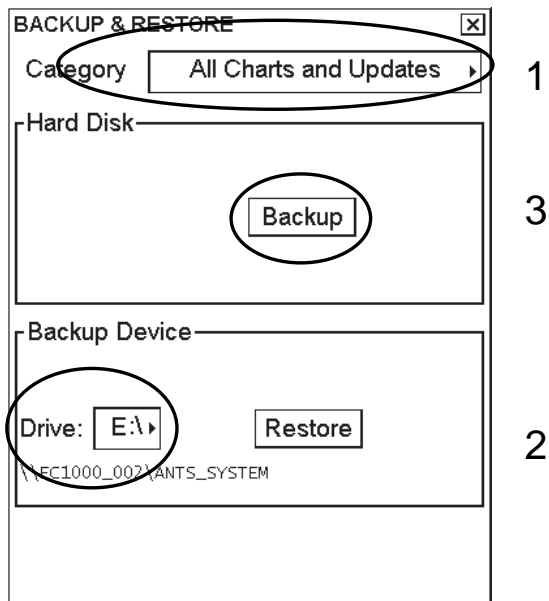 BACKUP & RESTORE
Category All Charts and Updates
1
Hard Disk
Backup
3
Backup Device
Drive: E:\ Restore
2
\\EC1000_002\ANTS_SYSTEM